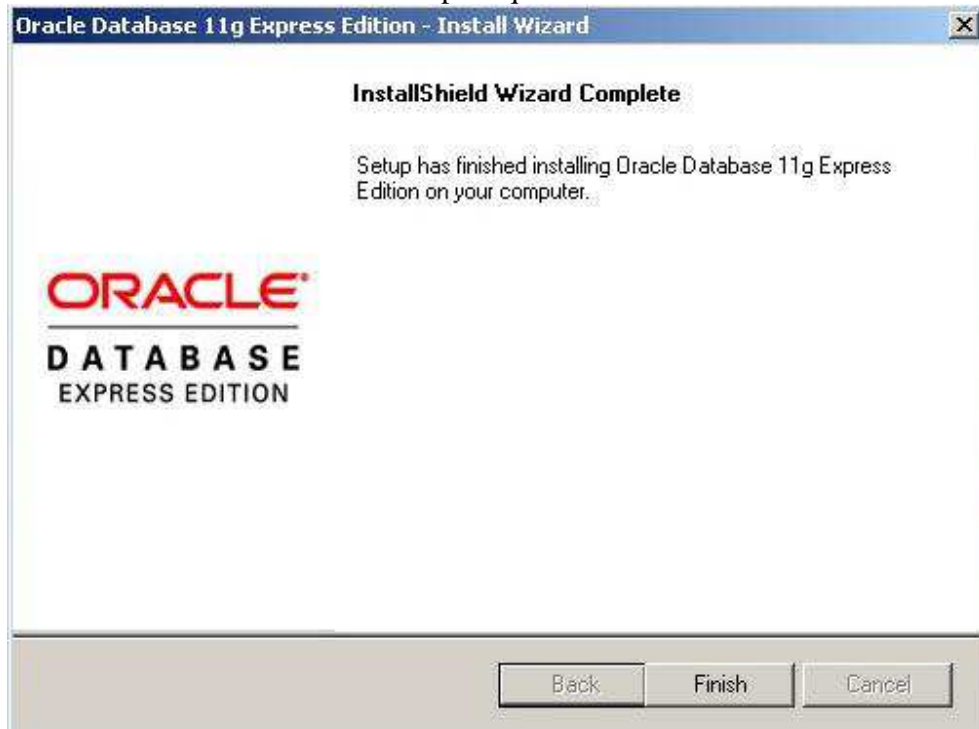 Oracle Database 11g Express Edition - Install Wizard
InstallShield Wizard Complete
Setup has finished installing Oracle Database 11g Express
Edition on your computer.
ORACLE
DATABASE
EXPRESS EDITION
Back
Finish
Cancel